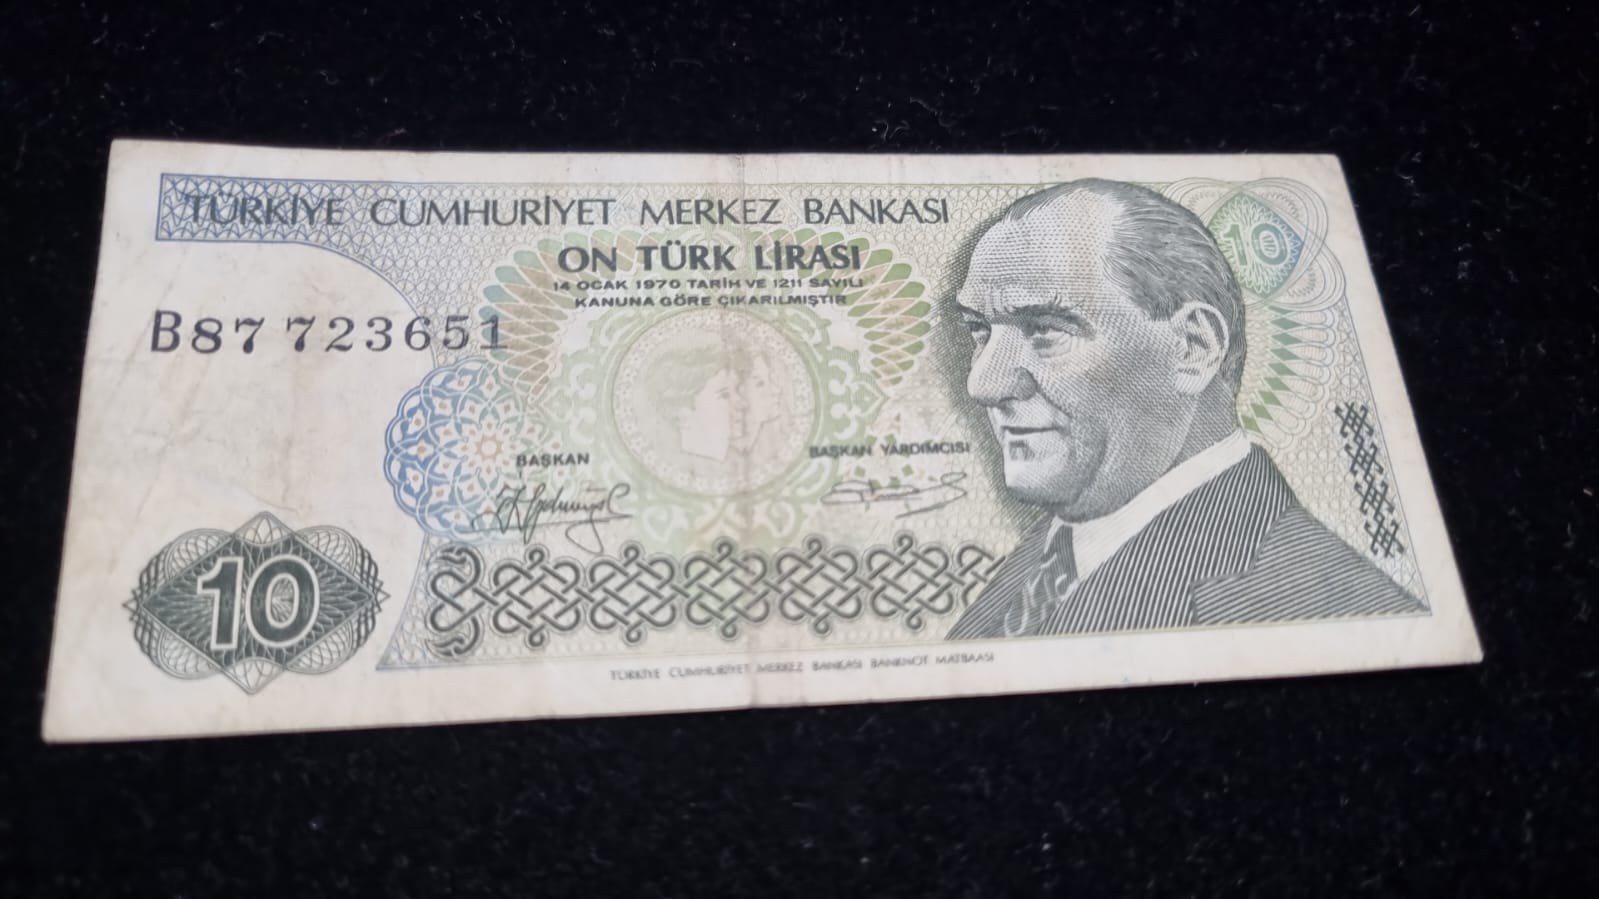 TÜRKİYE CUMHURİYET MERKEZ BANKASI
ON TÜRK LİRASI
14 OCAK 1970 TARİH VE 1211 SAYILI
KANUNA GÖRE ÇIKARILMIŞTIR
10
B87 723651
BAŞKAN
BAŞKAN YARDIMCISI
10
TÜRKİYE CUMHURİYET MERKEZ BANKASI BANKNOT MATBAASI